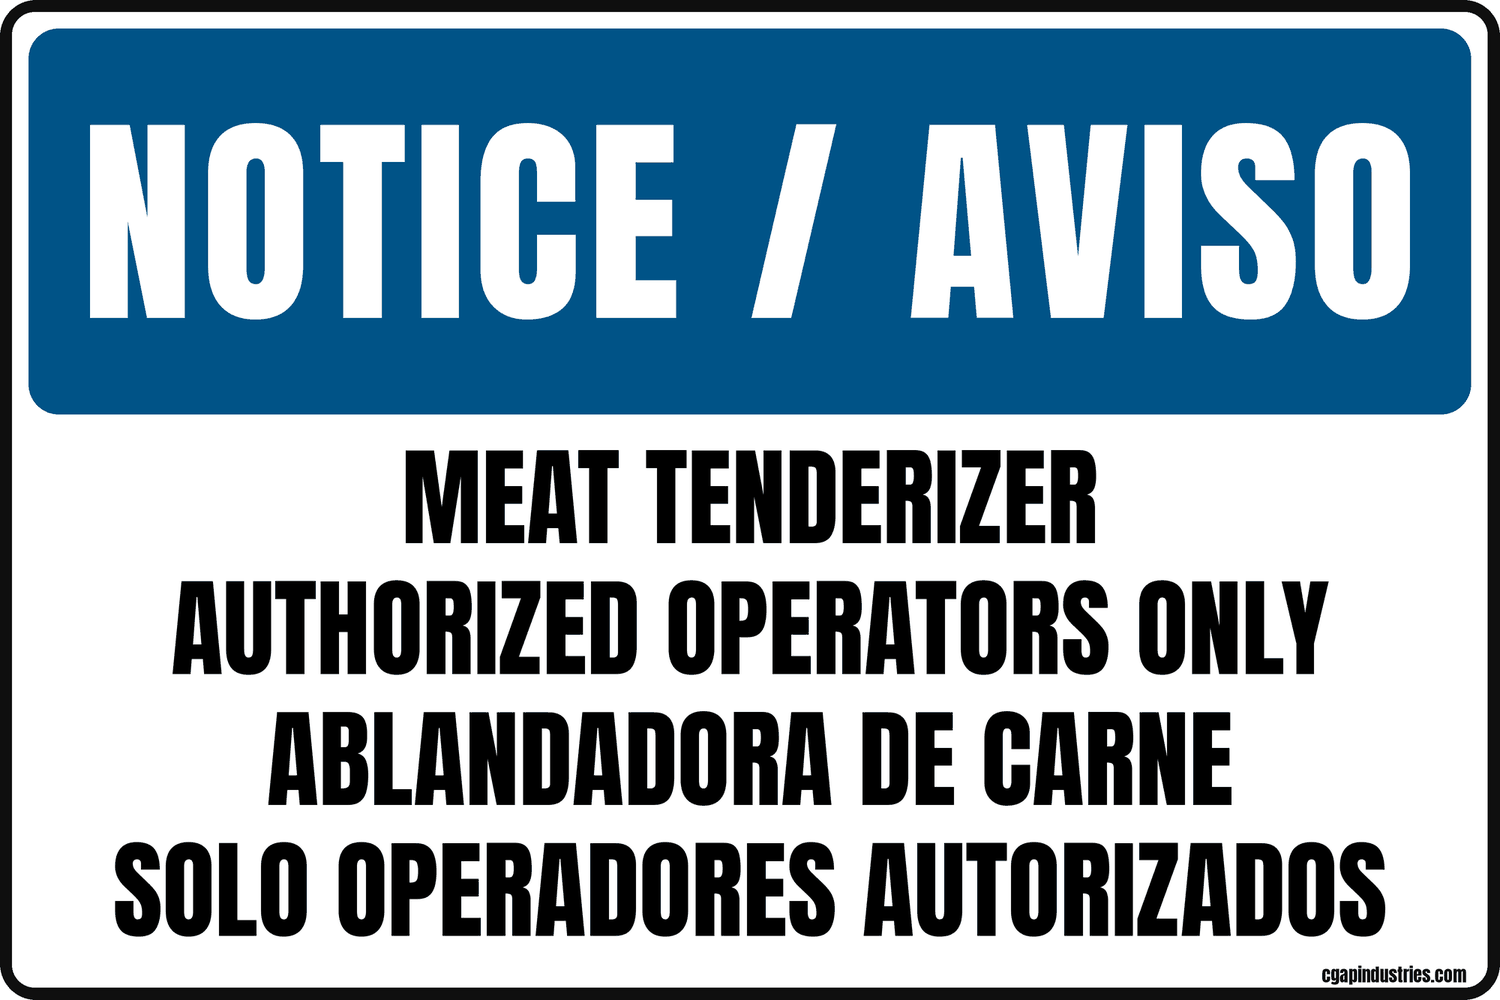 NOTICE / AVISO
MEAT TENDERIZER
AUTHORIZED OPERATORS ONLY
ABLANDADORA DE CARNE
SOLO OPERADORES AUTORIZADOS
cgapindustries.com